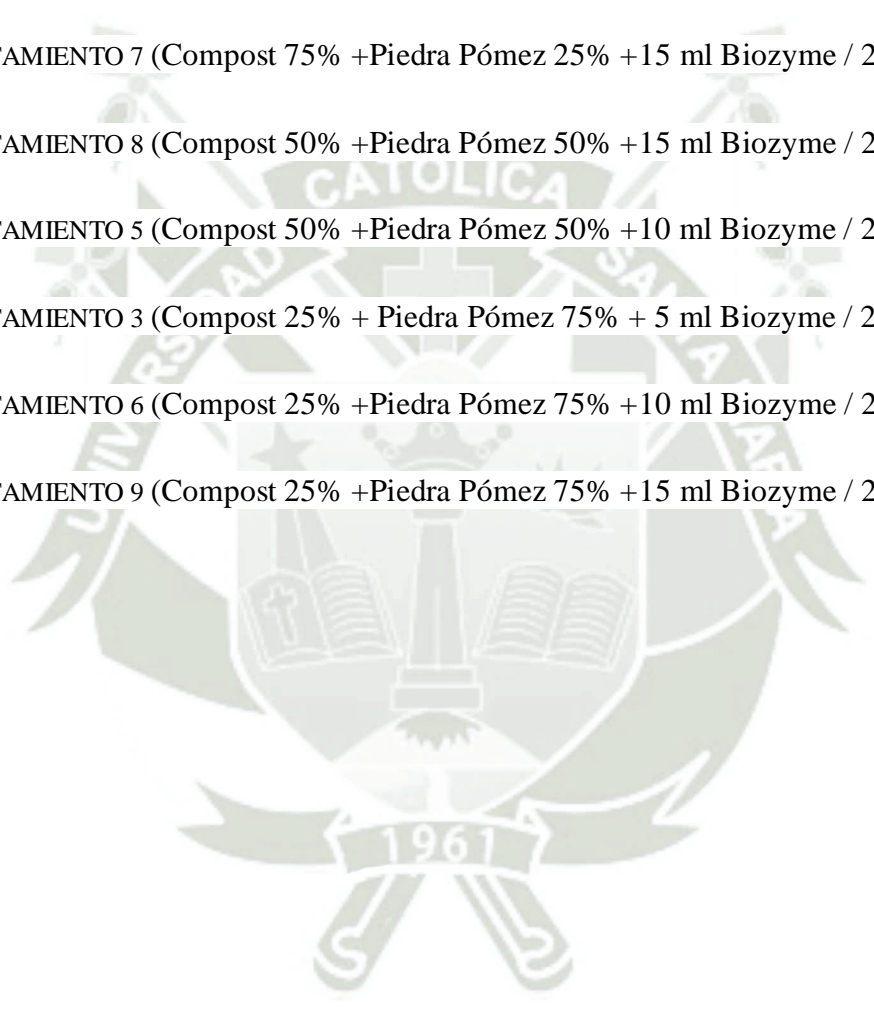 TAMIENTO 7 (Compost 75% +Piedra Pómez 25% +15 ml Biozyme / 2
TAMIENTO 8 (Compost 50% +Piedra Pómez 50% +15 ml Biozyme / 2
CATOLICA
TAMIENTO 5 (Compost 50% +Piedra Pómez 50% +10 ml Biozyme / 2
TAMIENTO 3 (Compost 25% + Piedra Pómez 75% + 5 ml Biozyme / 2
TAMIENTO 6 (Compost 25% +Piedra Pómez 75% +10 ml Biozyme / 2
TAMIENTO 9 (Compost 25% +Piedra Pómez 75% +15 ml Biozyme / 2
1961